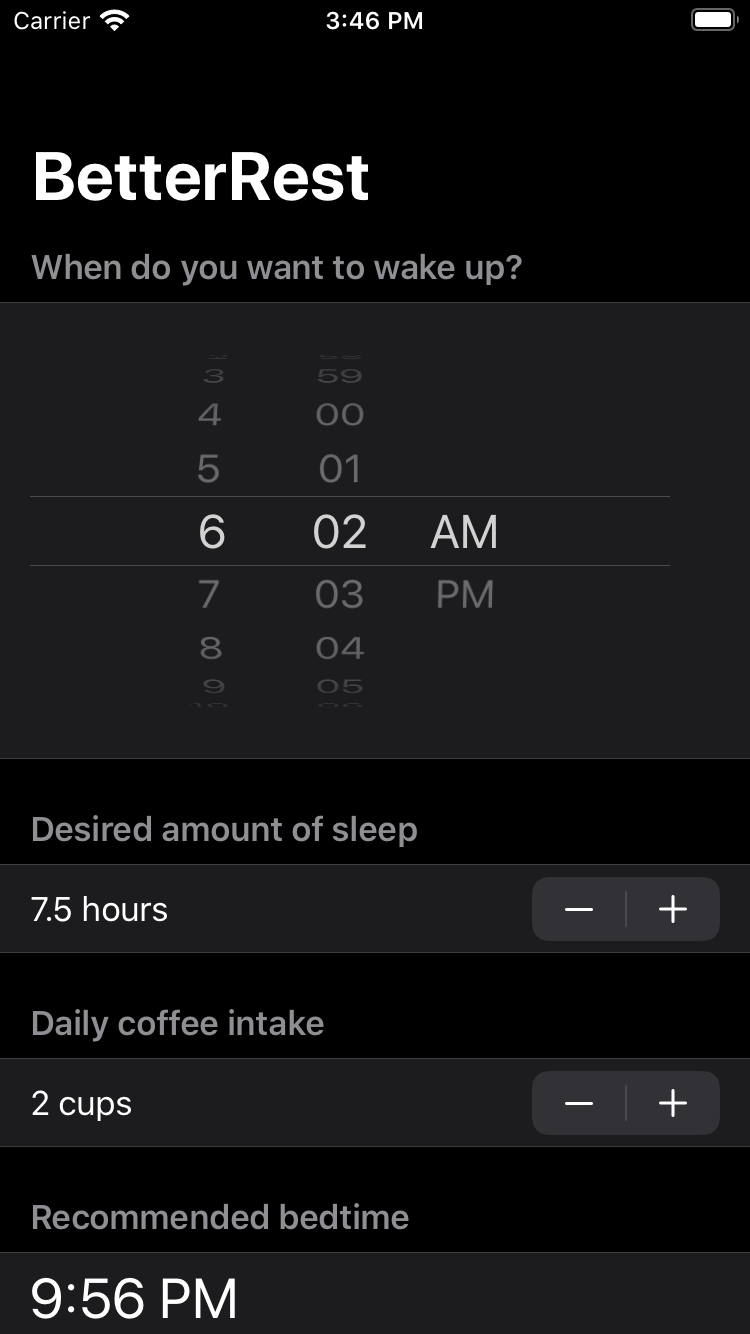 Carrier 3:46 PM
BetterRest
When do you want to wake up?
3 59
4 00
5 01
6 02 AM
7 03 PM
8 04
9 05
Desired amount of sleep
7.5 hours
Daily coffee intake
2 cups
Recommended bedtime
9:56 PM